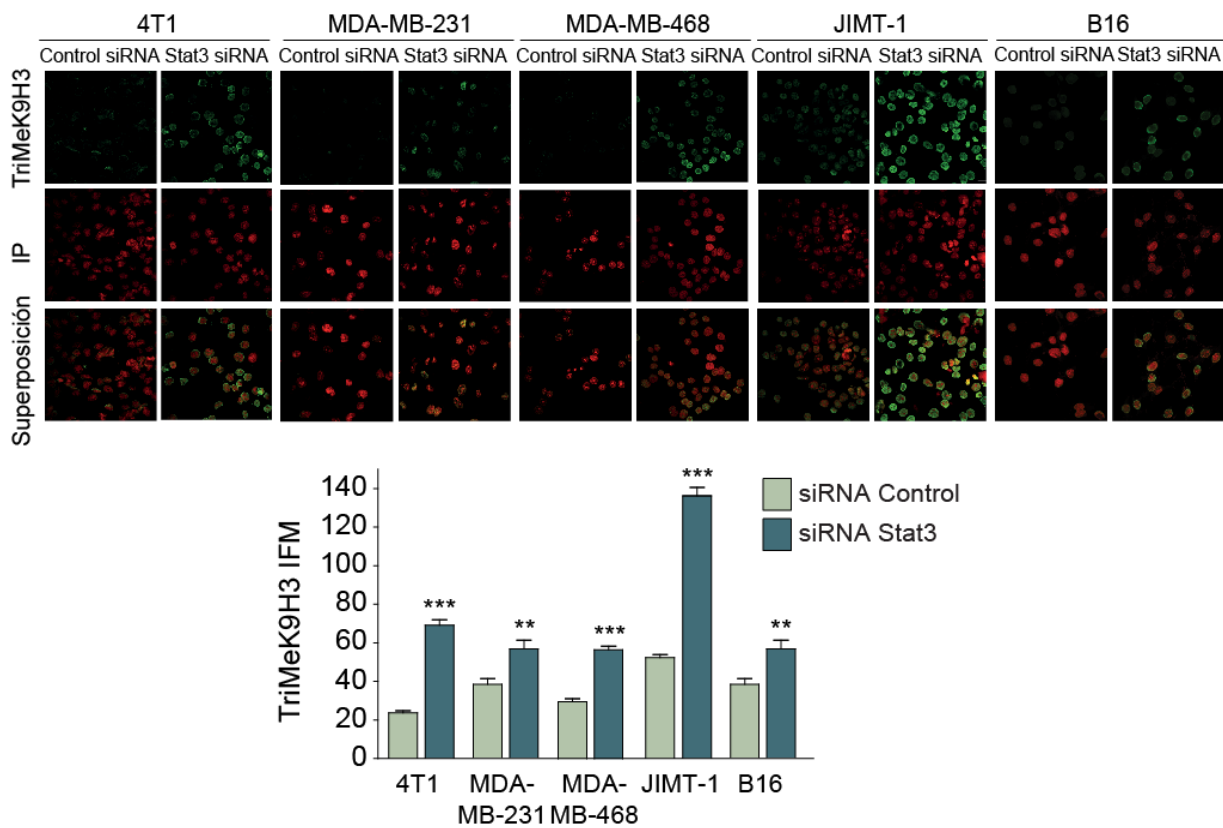 4T1 MDA-MB-231 MDA-MB-468 JIMT-1 B16
Control siRNA Stat3 siRNA Control siRNA Stat3 siRNA Control siRNA Stat3 siRNA Control siRNA Stat3 siRNA Control siRNA Stat3 siRNA
TriMeK9H3
IP
Superposición
TriMeK9H3 IFM
140
120
100
80
60
40
20
0
***
**
***
***
**
siRNA Control
siRNA Stat3
4T1 MDA-MB-231 MDA-MB-468 JIMT-1 B16